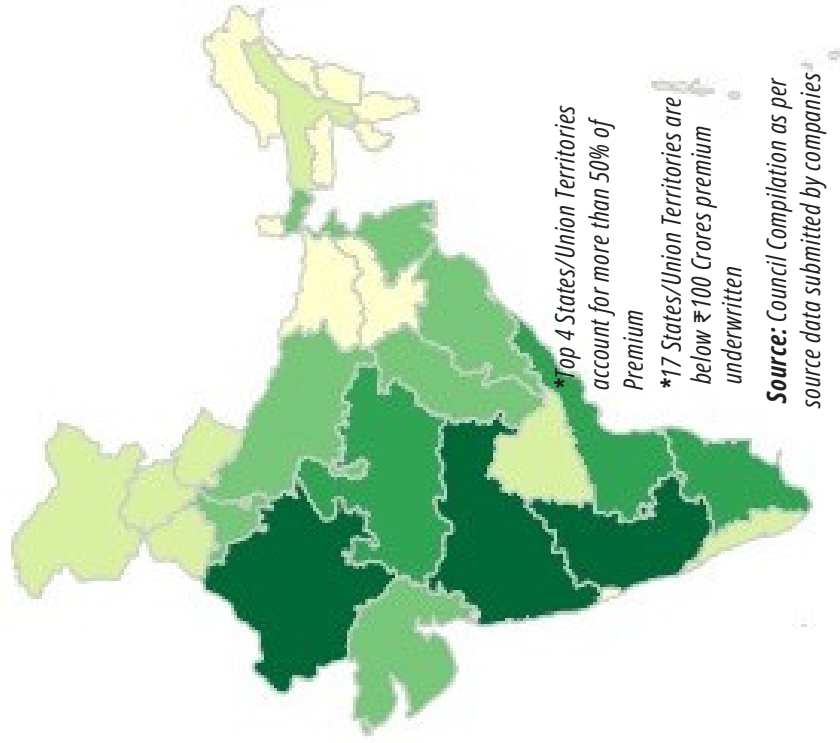 *Top 4 States/Union Territories
account for more than 50% of
Premium
*17 States/Union Territories are
below ₹100 Crores premium
underwritten
Source: Council Compilation as per
source data submitted by companies